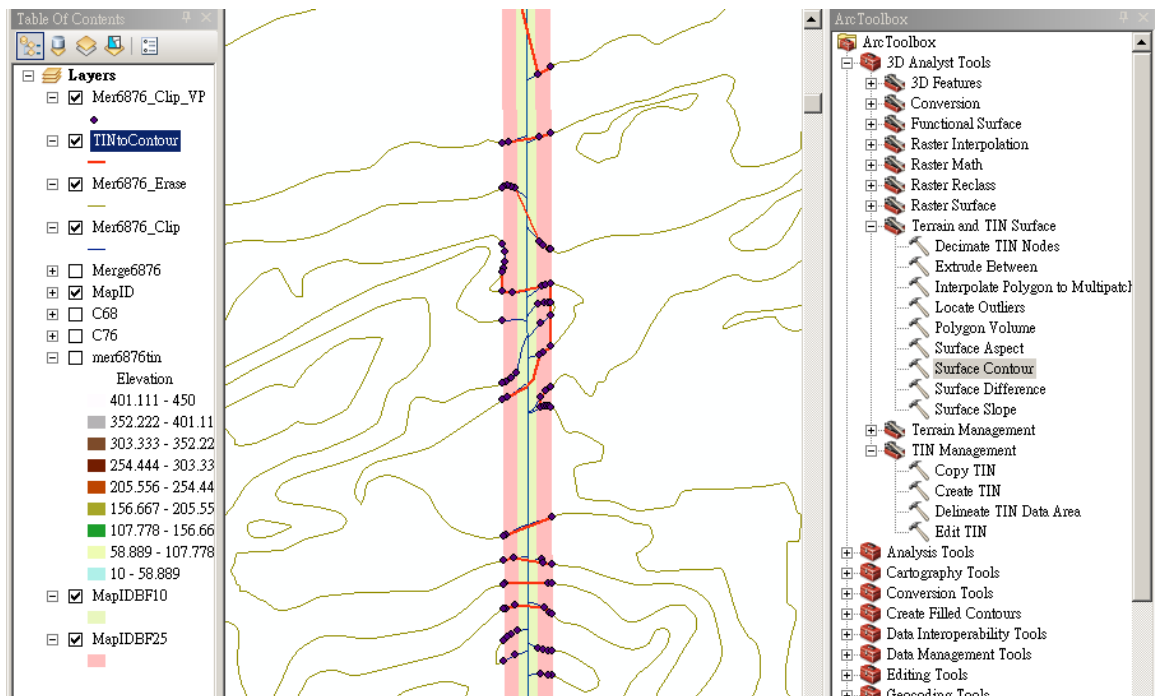 Table Of Contents
Layers
Mer6876_Clip_VP
TINtoContour
Mer6876_Erase
Mer6876_Clip
Merge6876
MapID
C68
C76
mer6876tin
Elevation
401.111 - 450
352.222 - 401.11
303.333 - 352.22
254.444 - 303.33
205.556 - 254.44
156.667 - 205.55
107.778 - 156.66
58.889 - 107.778
10 - 58.889
MapIDBF10
MapIDBF25
ArcToolbox
ArcToolbox
3D Analyst Tools
3D Features
Conversion
Functional Surface
Raster Interpolation
Raster Math
Raster Reclass
Raster Surface
Terrain and TIN Surface
Decimate TIN Nodes
Extrude Between
Interpolate Polygon to Multipatch
Locate Outliers
Polygon Volume
Surface Aspect
Surface Contour
Surface Difference
Surface Slope
Terrain Management
TIN Management
Copy TIN
Create TIN
Delineate TIN Data Area
Edit TIN
Analysis Tools
Cartography Tools
Conversion Tools
Create Filled Contours
Data Interoperability Tools
Data Management Tools
Editing Tools
Geocoding Tools